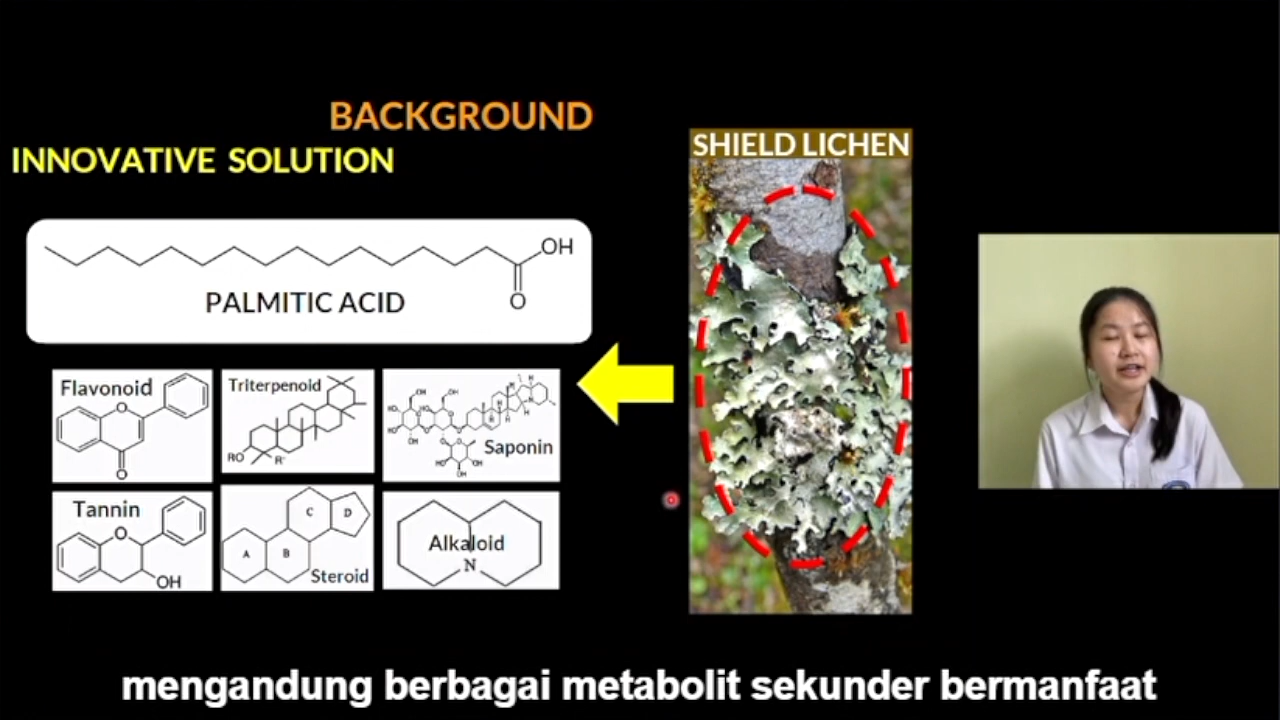 BACKGROUND
INNOVATIVE SOLUTION
SHIELD LICHEN
OH
O
PALMITIC ACID
Flavonoid
O
O
Triterpenoid
RO
R'
Saponin
Tannin
O
OH
A
B
C
D
Steroid
Alkaloid
N
mengandung berbagai metabolit sekunder bermanfaat